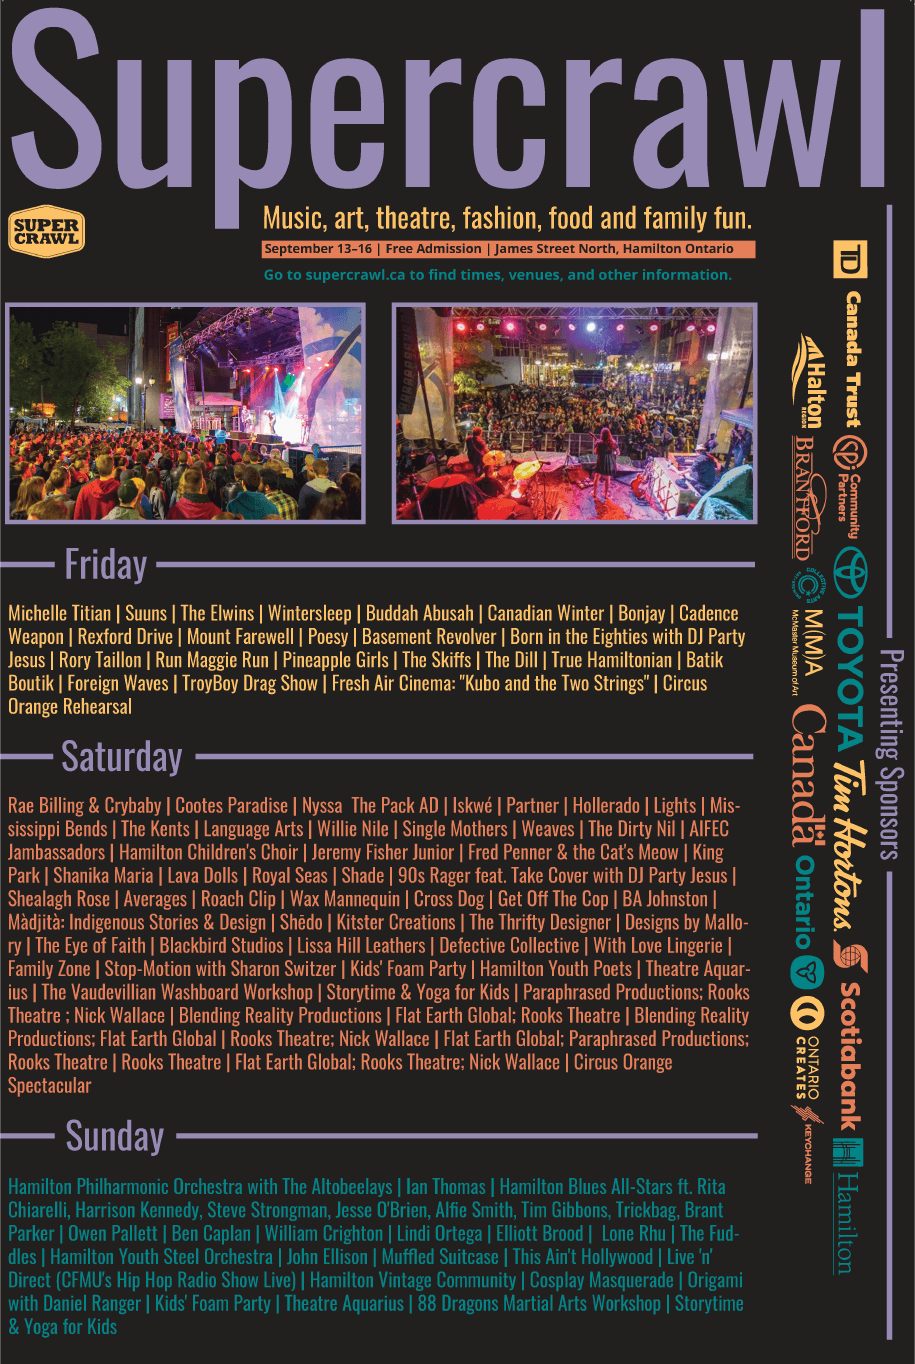 Supercrawl
SUPER
CRAWL
Music, art, theatre, fashion, food and family fun.
September 13–16 | Free Admission | James Street North, Hamilton Ontario
Go to supercrawl.ca to find times, venues, and other information.
Friday
Michelle Titian | Suuns | The Elwins | Wintersleep | Buddah Abusah | Canadian Winter | Bonjay | Cadence
Weapon | Rexford Drive | Mount Farewell | Poesy | Basement Revolver | Born in the Eighties with DJ Party
Jesus | Rory Taillon | Run Maggie Run | Pineapple Girls | The Skiffs | The Dill | True Hamiltonian | Batik
Boutik | Foreign Waves | TroyBoy Drag Show | Fresh Air Cinema: "Kubo and the Two Strings" | Circus
Orange Rehearsal
Saturday
Rae Billing & Crybaby | Cootes Paradise | Nyssa  The Pack AD | Iskwé | Partner | Hollerado | Lights | Mis-
sissippi Bends | The Kents | Language Arts | Willie Nile | Single Mothers | Weaves | The Dirty Nil | AIFEC
Jambassadors | Hamilton Children's Choir | Jeremy Fisher Junior | Fred Penner & the Cat's Meow | King
Park | Shanika Maria | Lava Dolls | Royal Seas | Shade | 90s Rager feat. Take Cover with DJ Party Jesus |
Shealagh Rose | Averages | Roach Clip | Wax Mannequin | Cross Dog | Get Off The Cop | BA Johnston |
Màdjità: Indigenous Stories & Design | Shēdo | Kitster Creations | The Thrifty Designer | Designs by Mallo-
ry | The Eye of Faith | Blackbird Studios | Lissa Hill Leathers | Defective Collective | With Love Lingerie |
Family Zone | Stop-Motion with Sharon Switzer | Kids' Foam Party | Hamilton Youth Poets | Theatre Aquar-
ius | The Vaudevillian Washboard Workshop | Storytime & Yoga for Kids | Paraphrased Productions; Rooks
Theatre ; Nick Wallace | Blending Reality Productions | Flat Earth Global; Rooks Theatre | Blending Reality
Productions; Flat Earth Global | Rooks Theatre; Nick Wallace | Flat Earth Global; Paraphrased Productions;
Rooks Theatre | Rooks Theatre | Flat Earth Global; Rooks Theatre; Nick Wallace | Circus Orange
Spectacular
Sunday
Hamilton Philharmonic Orchestra with The Altobeelays | Ian Thomas | Hamilton Blues All-Stars ft. Rita
Chiarelli, Harrison Kennedy, Steve Strongman, Jesse O'Brien, Alfie Smith, Tim Gibbons, Trickbag, Brant
Parker | Owen Pallett | Ben Caplan | William Crighton | Lindi Ortega | Elliott Brood |  Lone Rhu | The Fud-
dles | Hamilton Youth Steel Orchestra | John Ellison | Muffled Suitcase | This Ain't Hollywood | Live 'n'
Direct (CFMU's Hip Hop Radio Show Live) | Hamilton Vintage Community | Cosplay Masquerade | Origami
with Daniel Ranger | Kids' Foam Party | Theatre Aquarius | 88 Dragons Martial Arts Workshop | Storytime
& Yoga for Kids
Presenting Sponsors
TD Canada Trust
Community
Partners
TOYOTA
Tim Hortons.
Scotiabank
Hamilton
Halton
REGION
BRANTFORD
COLLECTIVE ARTS
M(M)A
McMaster Museum of Art
Canada
Ontario
ONTARIO
CREATES
KEYCHANGE